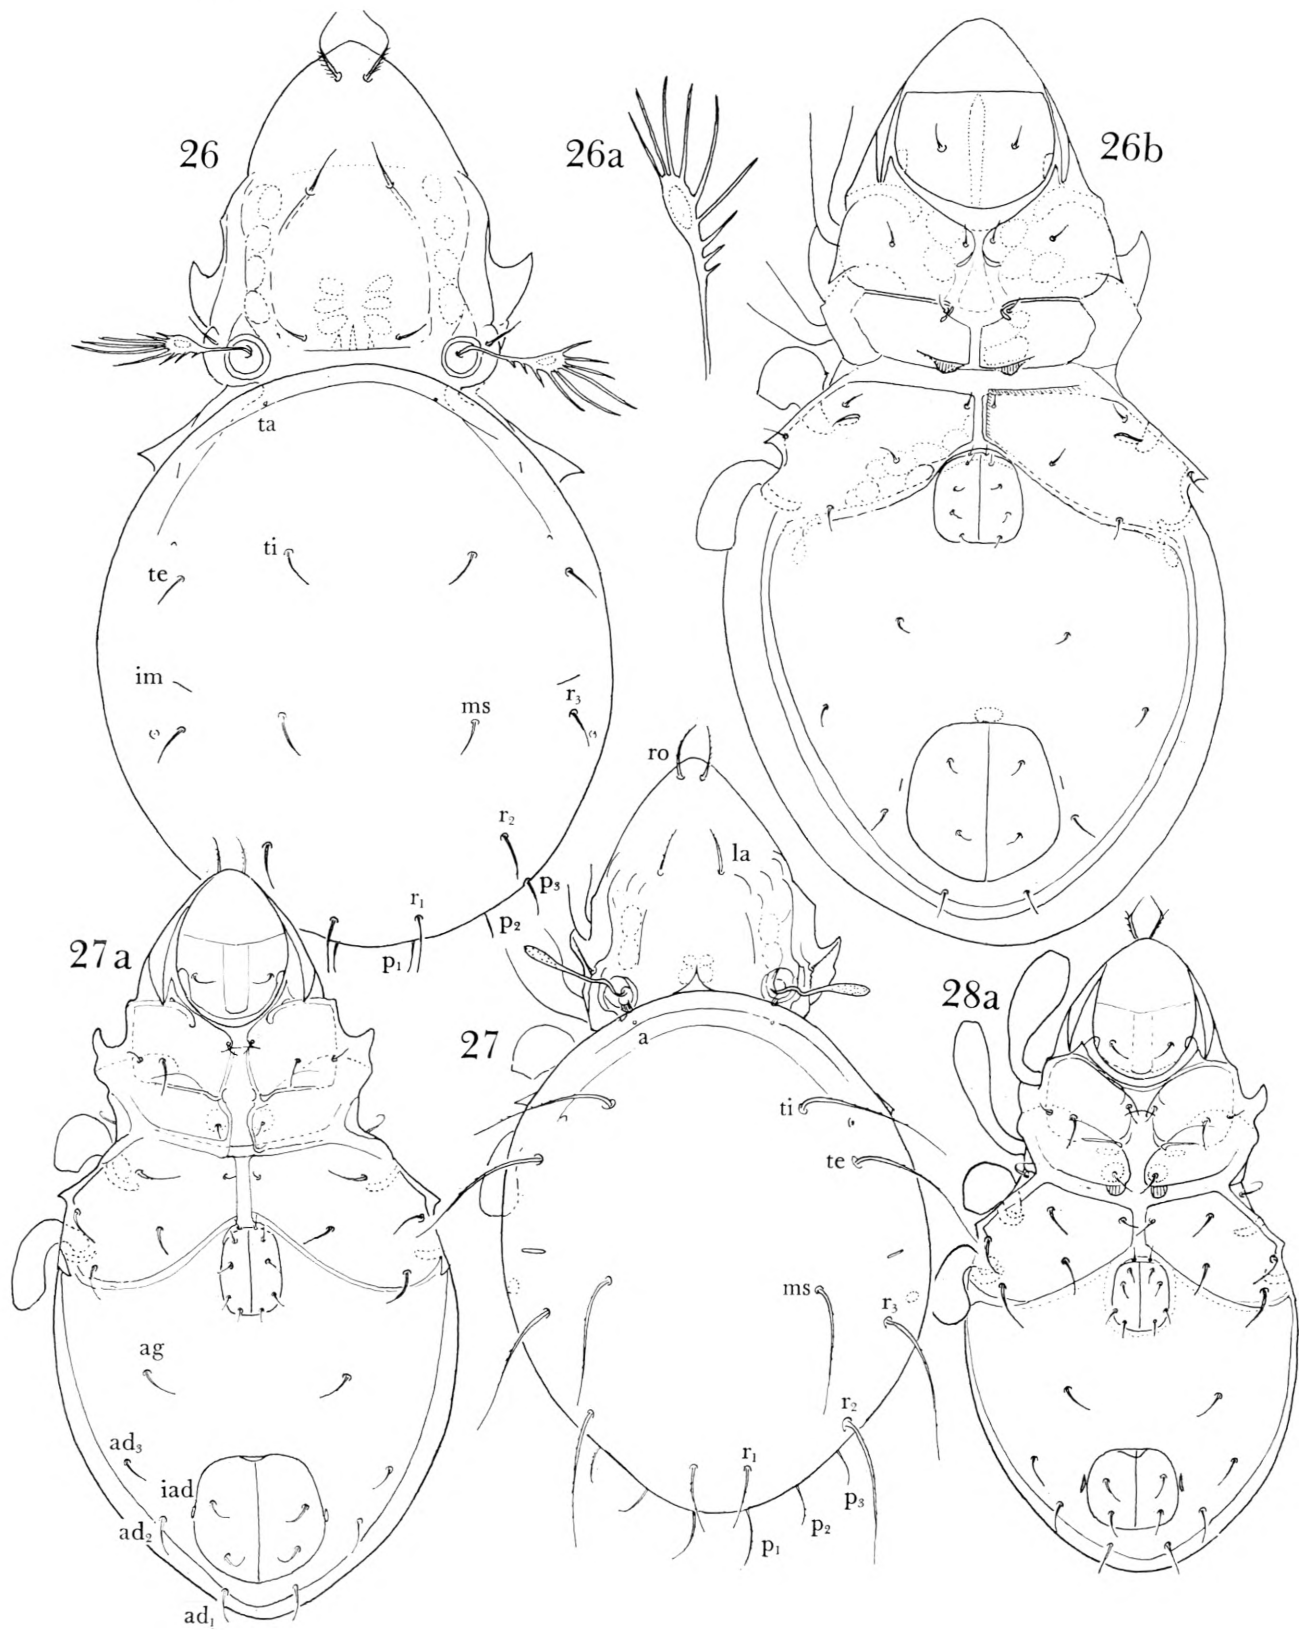 26
26a
26b
ta
ti
te
im
ms
r₃
r₂
p₃
r₁
p₂
p₁
ro
la
27a
27
28a
a
ti
te
ms
r₃
r₂
r₁
p₃
p₂
p₁
ag
ad₃
iad
ad₂
ad₁